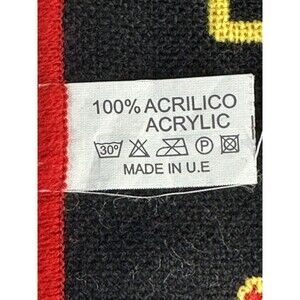 100% ACRILICO
ACRYLIC
30°
MADE IN U.E